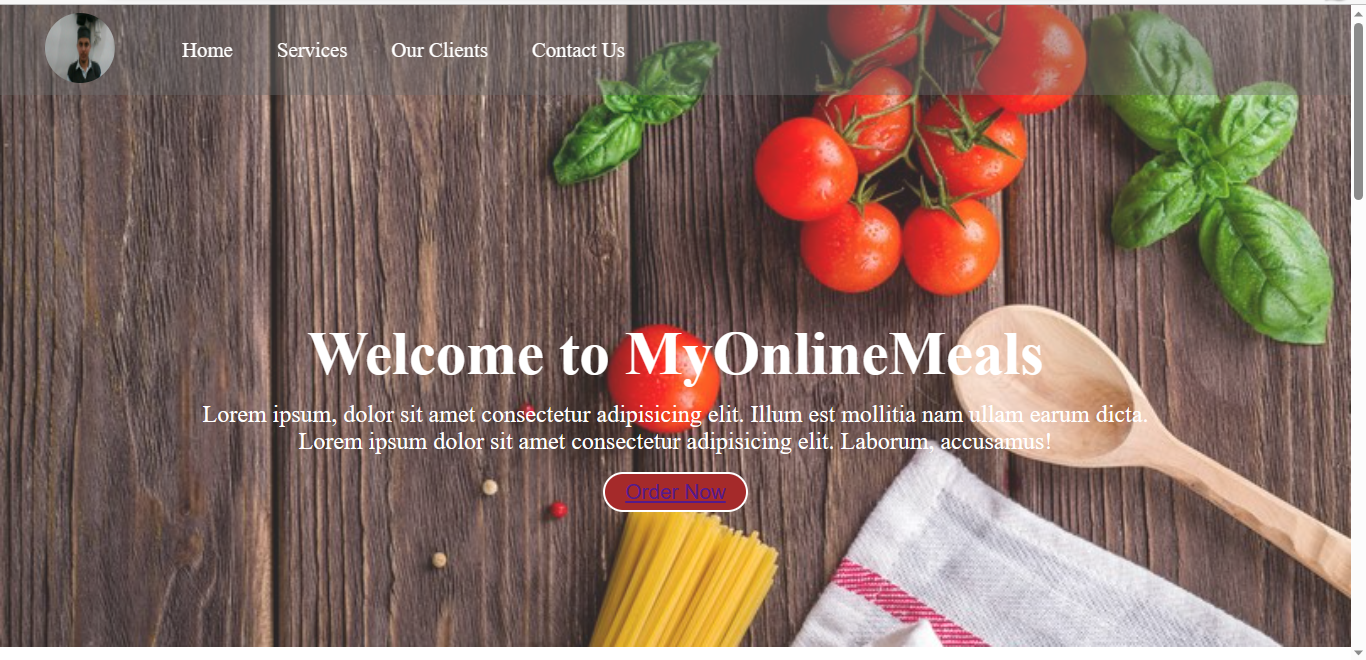 Home Services Our Clients Contact Us
Welcome to MyOnlineMeals
Lorem ipsum, dolor sit amet consectetur adipisicing elit. Illum est mollitia nam ullam earum dicta.
Lorem ipsum dolor sit amet consectetur adipisicing elit. Laborum, accusamus!
Order Now